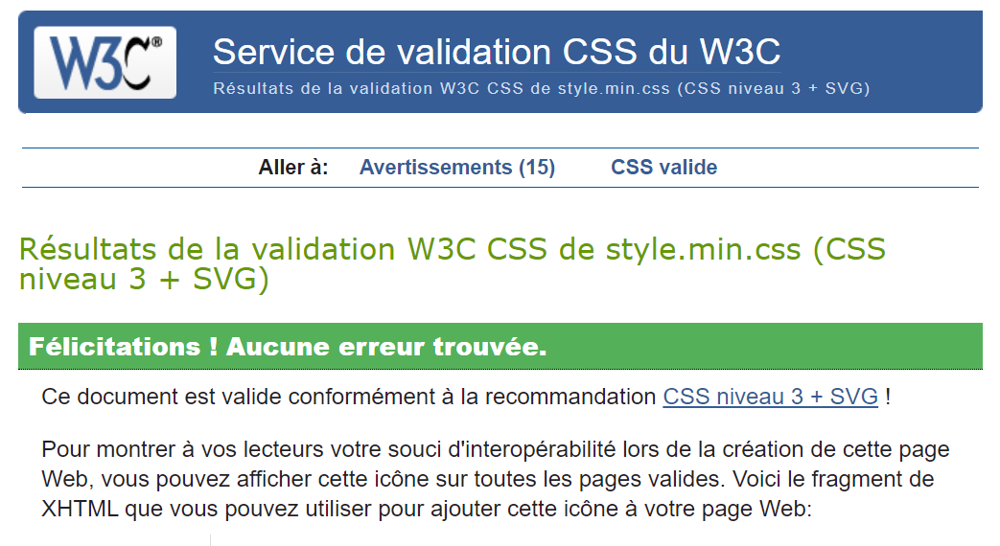 W3C®
Service de validation CSS du W3C
Résultats de la validation W3C CSS de style.min.css (CSS niveau 3 + SVG)
Aller à: Avertissements (15) CSS valide
Résultats de la validation W3C CSS de style.min.css (CSS
niveau 3 + SVG)
Félicitations ! Aucune erreur trouvée.
Ce document est valide conformément à la recommandation CSS niveau 3 + SVG !
Pour montrer à vos lecteurs votre souci d'interopérabilité lors de la création de cette page
Web, vous pouvez afficher cette icône sur toutes les pages valides. Voici le fragment de
XHTML que vous pouvez utiliser pour ajouter cette icône à votre page Web: